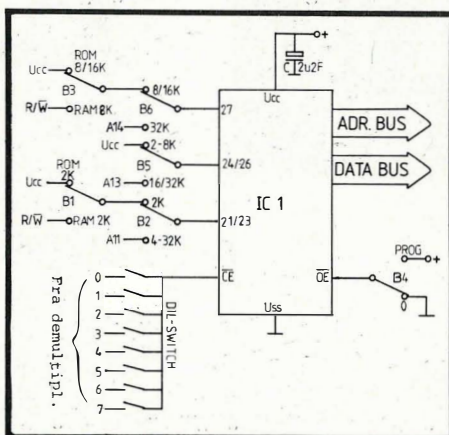 ROM
8/16K
Ucc
8/16K
B3
B6
R/W̅
RAM 8K
27
A14
32K
Ucc
2-8K
B5
24/26
ROM
2K
Ucc
A13
16/32K
B1
2K
B2
21/23
R/W̅
RAM 2K
A11
4-32K
+
C
2u2F
Ucc
ADR. BUS
DATA BUS
IC 1
C̅E̅
O̅E̅
Uss
PROG
+
B4
0
0
1
2
3
4
5
6
7
DIL-SWITCH
Fra demultipl.